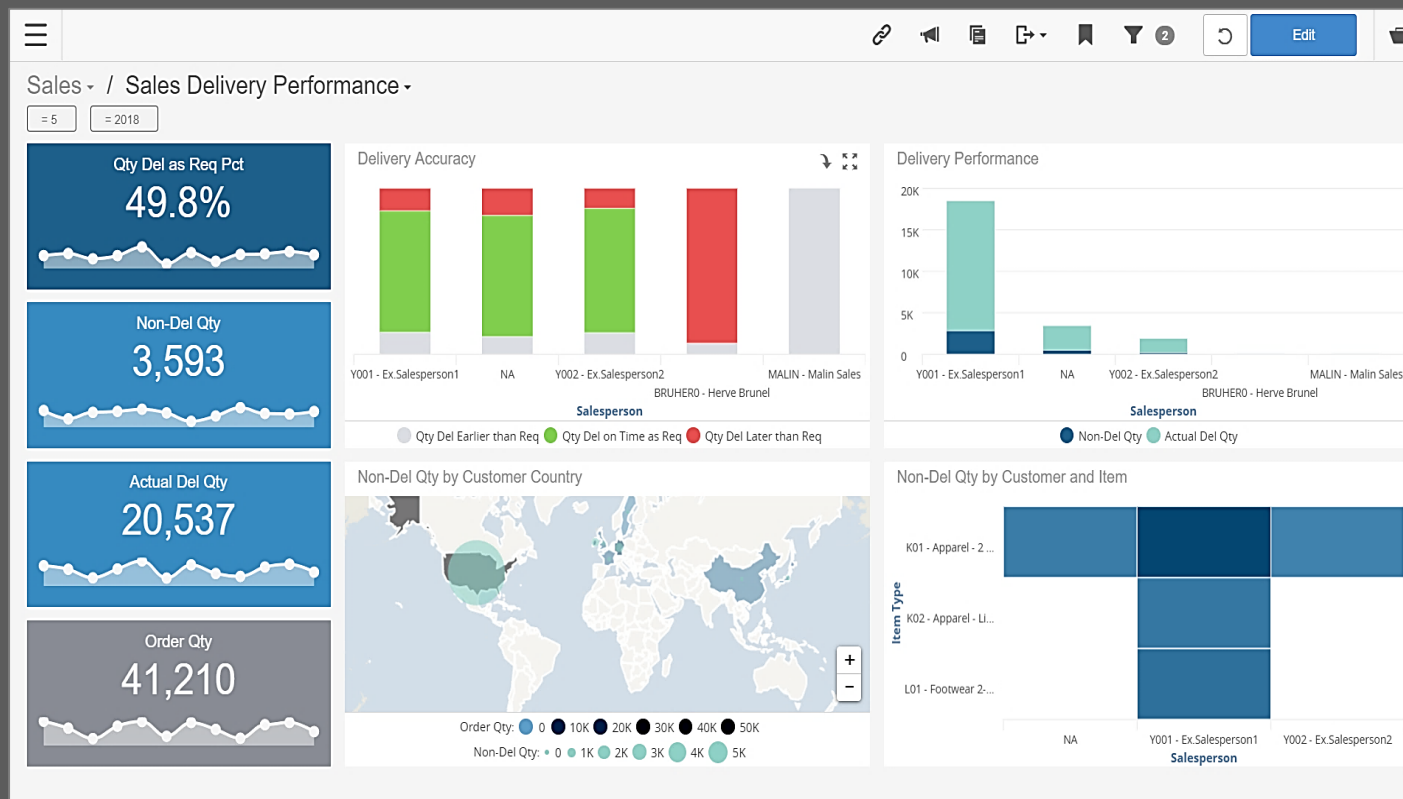 2
Edit
Sales / Sales Delivery Performance
= 5
= 2018
Qty Del as Req Pct
49.8%
Non-Del Qty
3,593
Actual Del Qty
20,537
Order Qty
41,210
Delivery Accuracy
Y001 - Ex.Salesperson1 NA Y002 - Ex.Salesperson2 MALIN - Malin Sales
BRUHER0 - Herve Brunel
Salesperson
Qty Del Earlier than Req Qty Del on Time as Req Qty Del Later than Req
Delivery Performance
20K
15K
10K
5K
0
Y001 - Ex.Salesperson1 NA Y002 - Ex.Salesperson2 MALIN - Malin Sales
BRUHER0 - Herve Brunel
Salesperson
Non-Del Qty Actual Del Qty
Non-Del Qty by Customer Country
+
−
Order Qty: 0 10K 20K 30K 40K 50K
Non-Del Qty: 0 1K 2K 3K 4K 5K
Non-Del Qty by Customer and Item
Item Type
K01 - Apparel - 2 ...
K02 - Apparel - Li...
L01 - Footwear 2-...
NA Y001 - Ex.Salesperson1 Y002 - Ex.Salesperson2
Salesperson